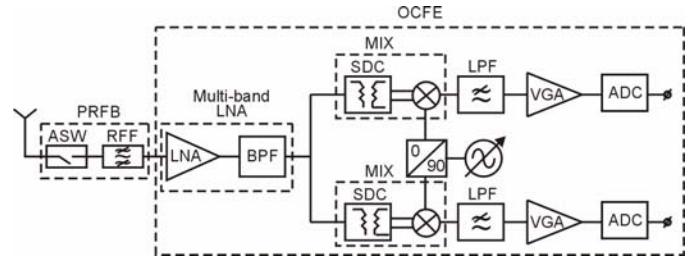 OCFE
MIX
SDC
LPF
VGA
ADC
PRFB
ASW
RFF
Multi-band
LNA
LNA
BPF
0
90
MIX
SDC
LPF
VGA
ADC